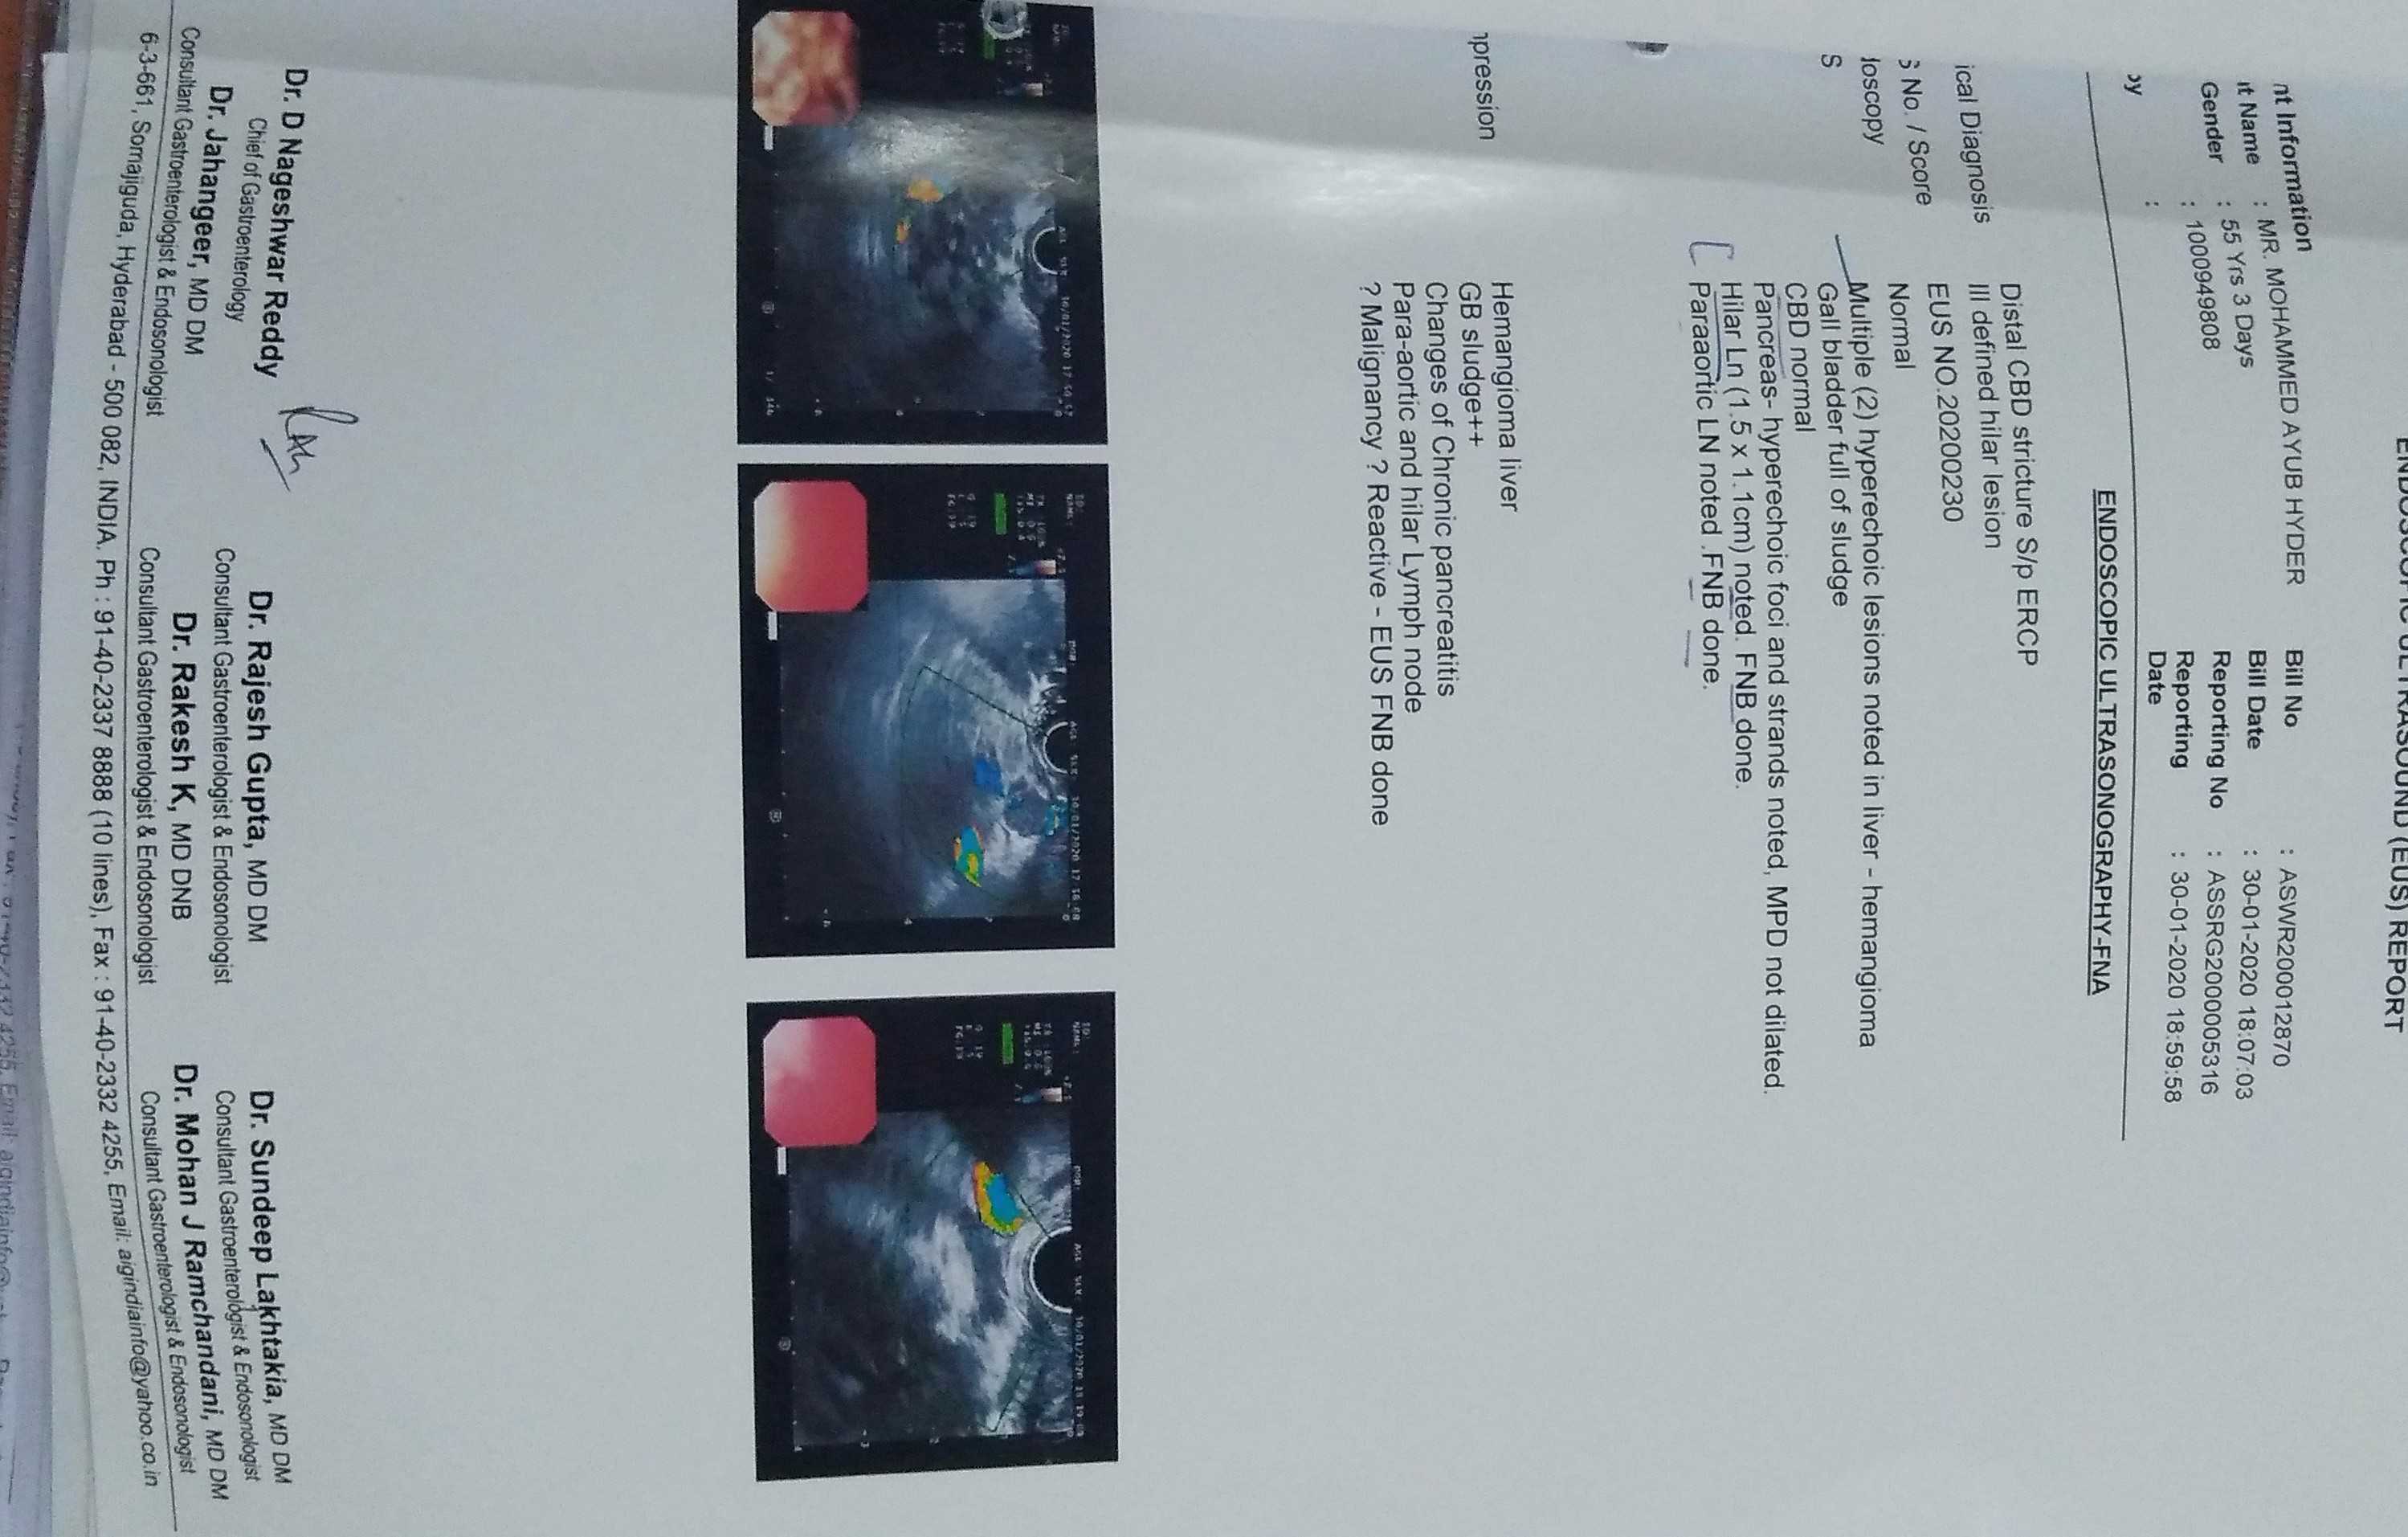 ENDOSCOPIC ULTRASOUND (EUS) REPORT
nt Information
nt Name : MR. MOHAMMED AYUB HYDER Bill No : ASWR200012870
Gender : 55 Yrs 3 Days Bill Date : 30-01-2020 18:07:03
: 1000949808 Reporting No : ASSRG2000005316
by : Reporting Date : 30-01-2020 18:59:58
ENDOSCOPIC ULTRASONOGRAPHY-FNA
ical Diagnosis Distal CBD stricture S/p ERCP
Ill defined hilar lesion
S No. / Score EUS NO.20200230
doscopy Normal
S Multiple (2) hyperechoic lesions noted in liver - hemangioma
Gall bladder full of sludge
CBD normal
Pancreas- hyperechoic foci and strands noted, MPD not dilated.
Hilar Ln (1.5 x 1.1cm) noted. FNB done.
Paraaortic LN noted .FNB done.
npression Hemangioma liver
GB sludge++
Changes of Chronic pancreatitis
Para-aortic and hilar Lymph node
? Malignancy ? Reactive - EUS FNB done
Dr. D Nageshwar Reddy
Chief of Gastroenterology
Dr. Jahangeer, MD DM
Consultant Gastroenterologist & Endosonologist
Dr. Rajesh Gupta, MD DM
Consultant Gastroenterologist & Endosonologist
Dr. Rakesh K, MD DNB
Consultant Gastroenterologist & Endosonologist
Dr. Sundeep Lakhtakia, MD DM
Consultant Gastroenterologist & Endosonologist
Dr. Mohan J Ramchandani, MD DM
Consultant Gastroenterologist & Endosonologist
6-3-661, Somajiguda, Hyderabad - 500 082, INDIA, Ph : 91-40-2337 8888 (10 lines), Fax : 91-40-2332 4255, Email: aigindiainfo@yahoo.co.in